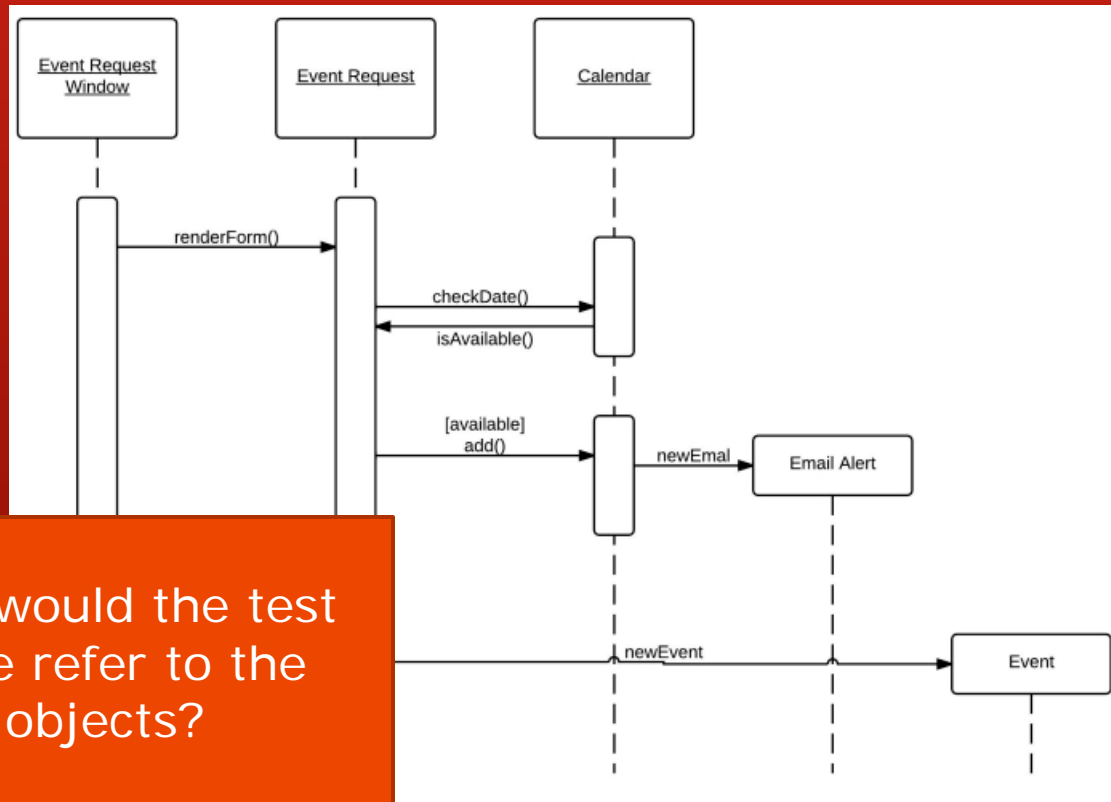 Event Request
Window
Event Request
Calendar
renderForm()
checkDate()
isAvailable()
[available]
add()
newEmal
Email Alert
would the test
refer to the
objects?
newEvent
Event